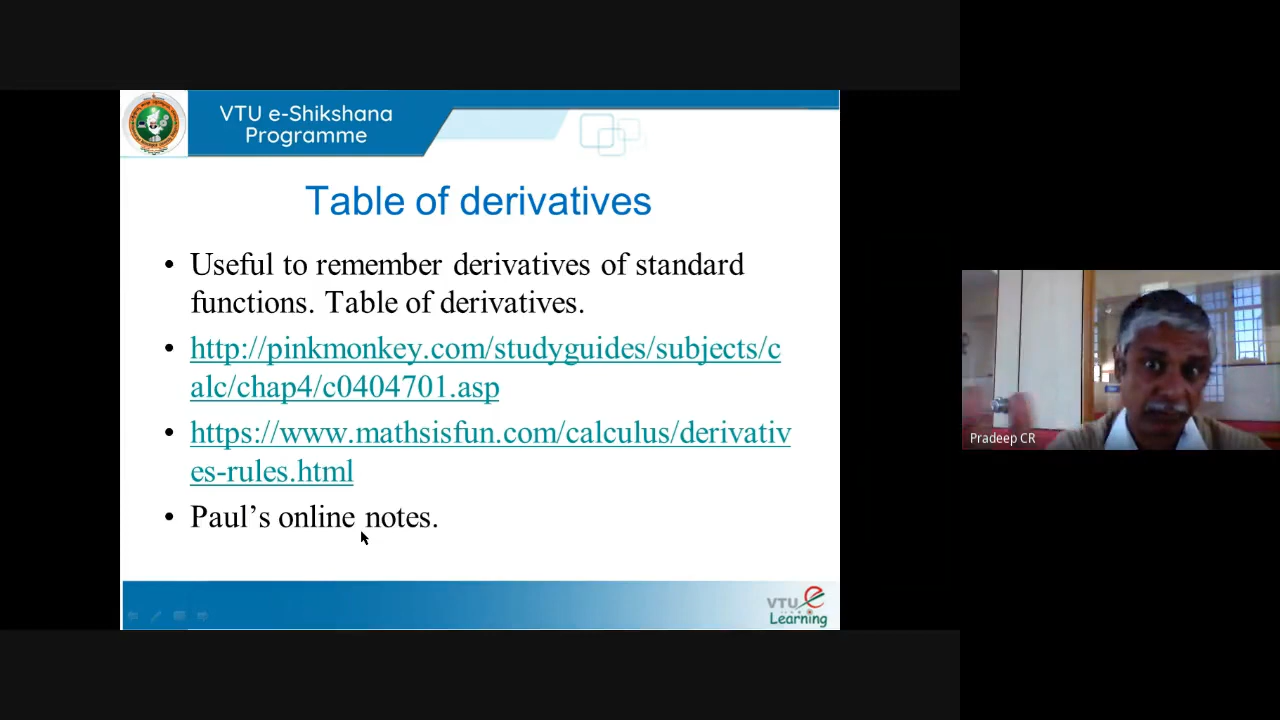 VTU e-Shikshana
Programme
Table of derivatives
• Useful to remember derivatives of standard
functions. Table of derivatives.
• http://pinkmonkey.com/studyguides/subjects/c
alc/chap4/c0404701.asp
• https://www.mathsisfun.com/calculus/derivativ
es-rules.html
• Paul’s online notes.
VTU e
Learning
Pradeep CR